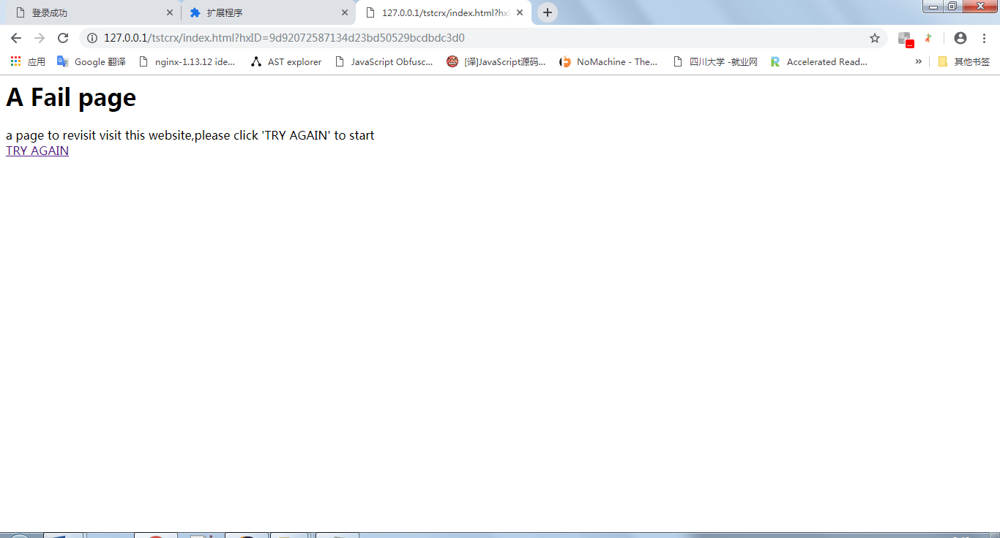 登录成功
扩展程序
127.0.0.1/tstcrx/index.html?hx
127.0.0.1/tstcrx/index.html?hxID=9d92072587134d23bd50529bcdbdc3d0
应用
Google 翻译
nginx-1.13.12 ide...
AST explorer
JavaScript Obfusc...
[译]JavaScript源码...
NoMachine - The...
四川大学 -就业网
Accelerated Read...
»
其他书签
A Fail page
a page to revisit visit this website,please click 'TRY AGAIN' to start
TRY AGAIN